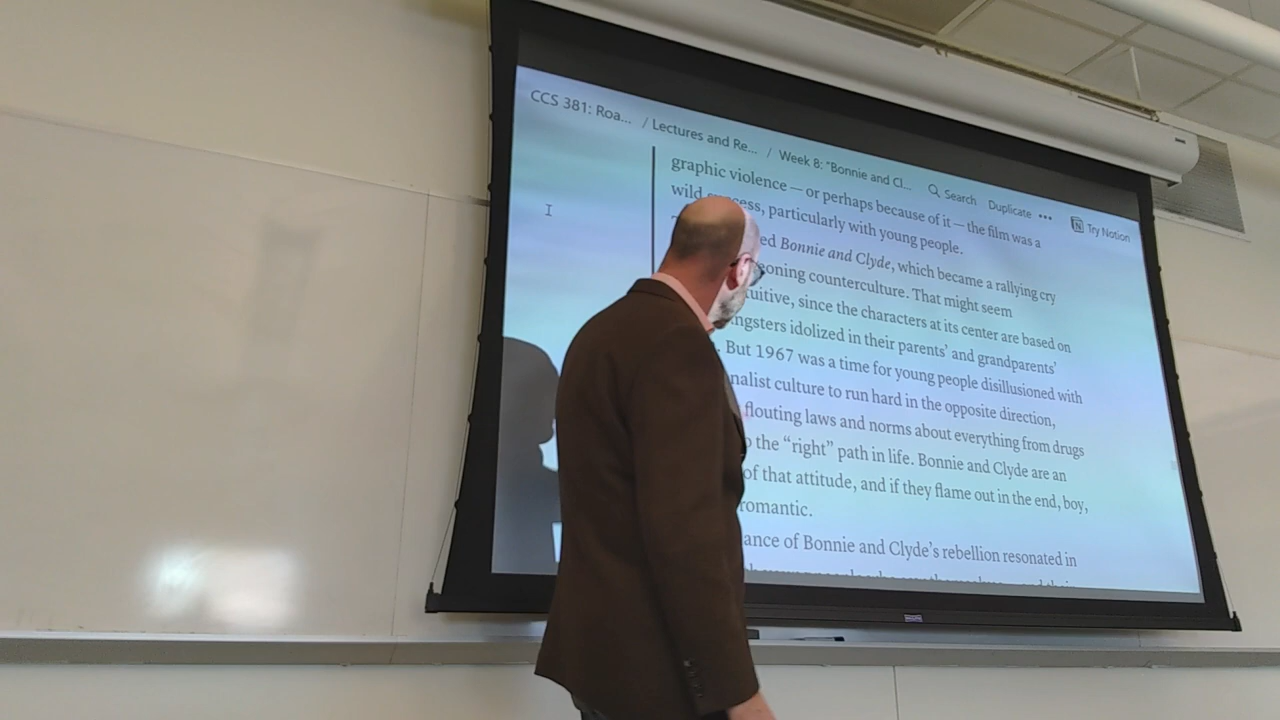 CCS 381: Roa... / Lectures and Re... / Week 8: "Bonnie and Cl... Search Duplicate ••• Try Notion
graphic violence — or perhaps because of it — the film was a
wild success, particularly with young people.
ed Bonnie and Clyde, which became a rallying cry
oning counterculture. That might seem
tuitive, since the characters at its center are based on
ngsters idolized in their parents' and grandparents'
. But 1967 was a time for young people disillusioned with
nalist culture to run hard in the opposite direction,
flouting laws and norms about everything from drugs
the "right" path in life. Bonnie and Clyde are an
of that attitude, and if they flame out in the end, boy,
romantic.
ance of Bonnie and Clyde's rebellion resonated in